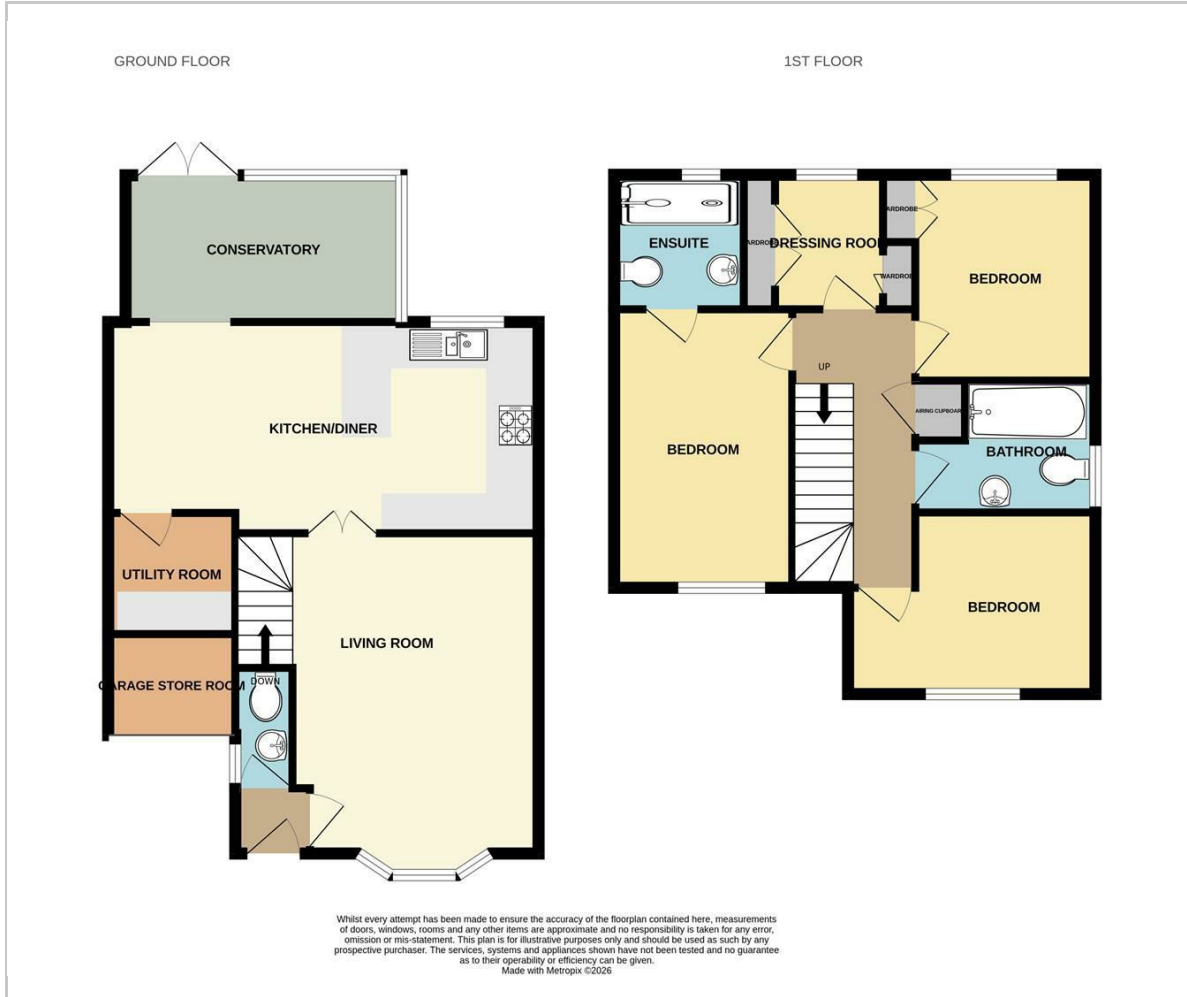 GROUND FLOOR
CONSERVATORY
KITCHEN/DINER
UTILITY ROOM
LIVING ROOM
GARAGE STORE ROOM
DOWN
1ST FLOOR
ENSUITE
ARDROBE
DRESSING ROOM
ARDROBE
WARDROBE
BEDROOM
UP
AIRING CUPBOAR
BEDROOM
BATHROOM
BEDROOM
Whilst every attempt has been made to ensure the accuracy of the floorplan contained here, measurements
of doors, windows, rooms and any other items are approximate and no responsibility is taken for any error,
omission or mis-statement. This plan is for illustrative purposes only and should be used as such by any
prospective purchaser. The services, systems and appliances shown have not been tested and no guarantee
as to their operability or efficiency can be given.
Made with Metropix ©2026